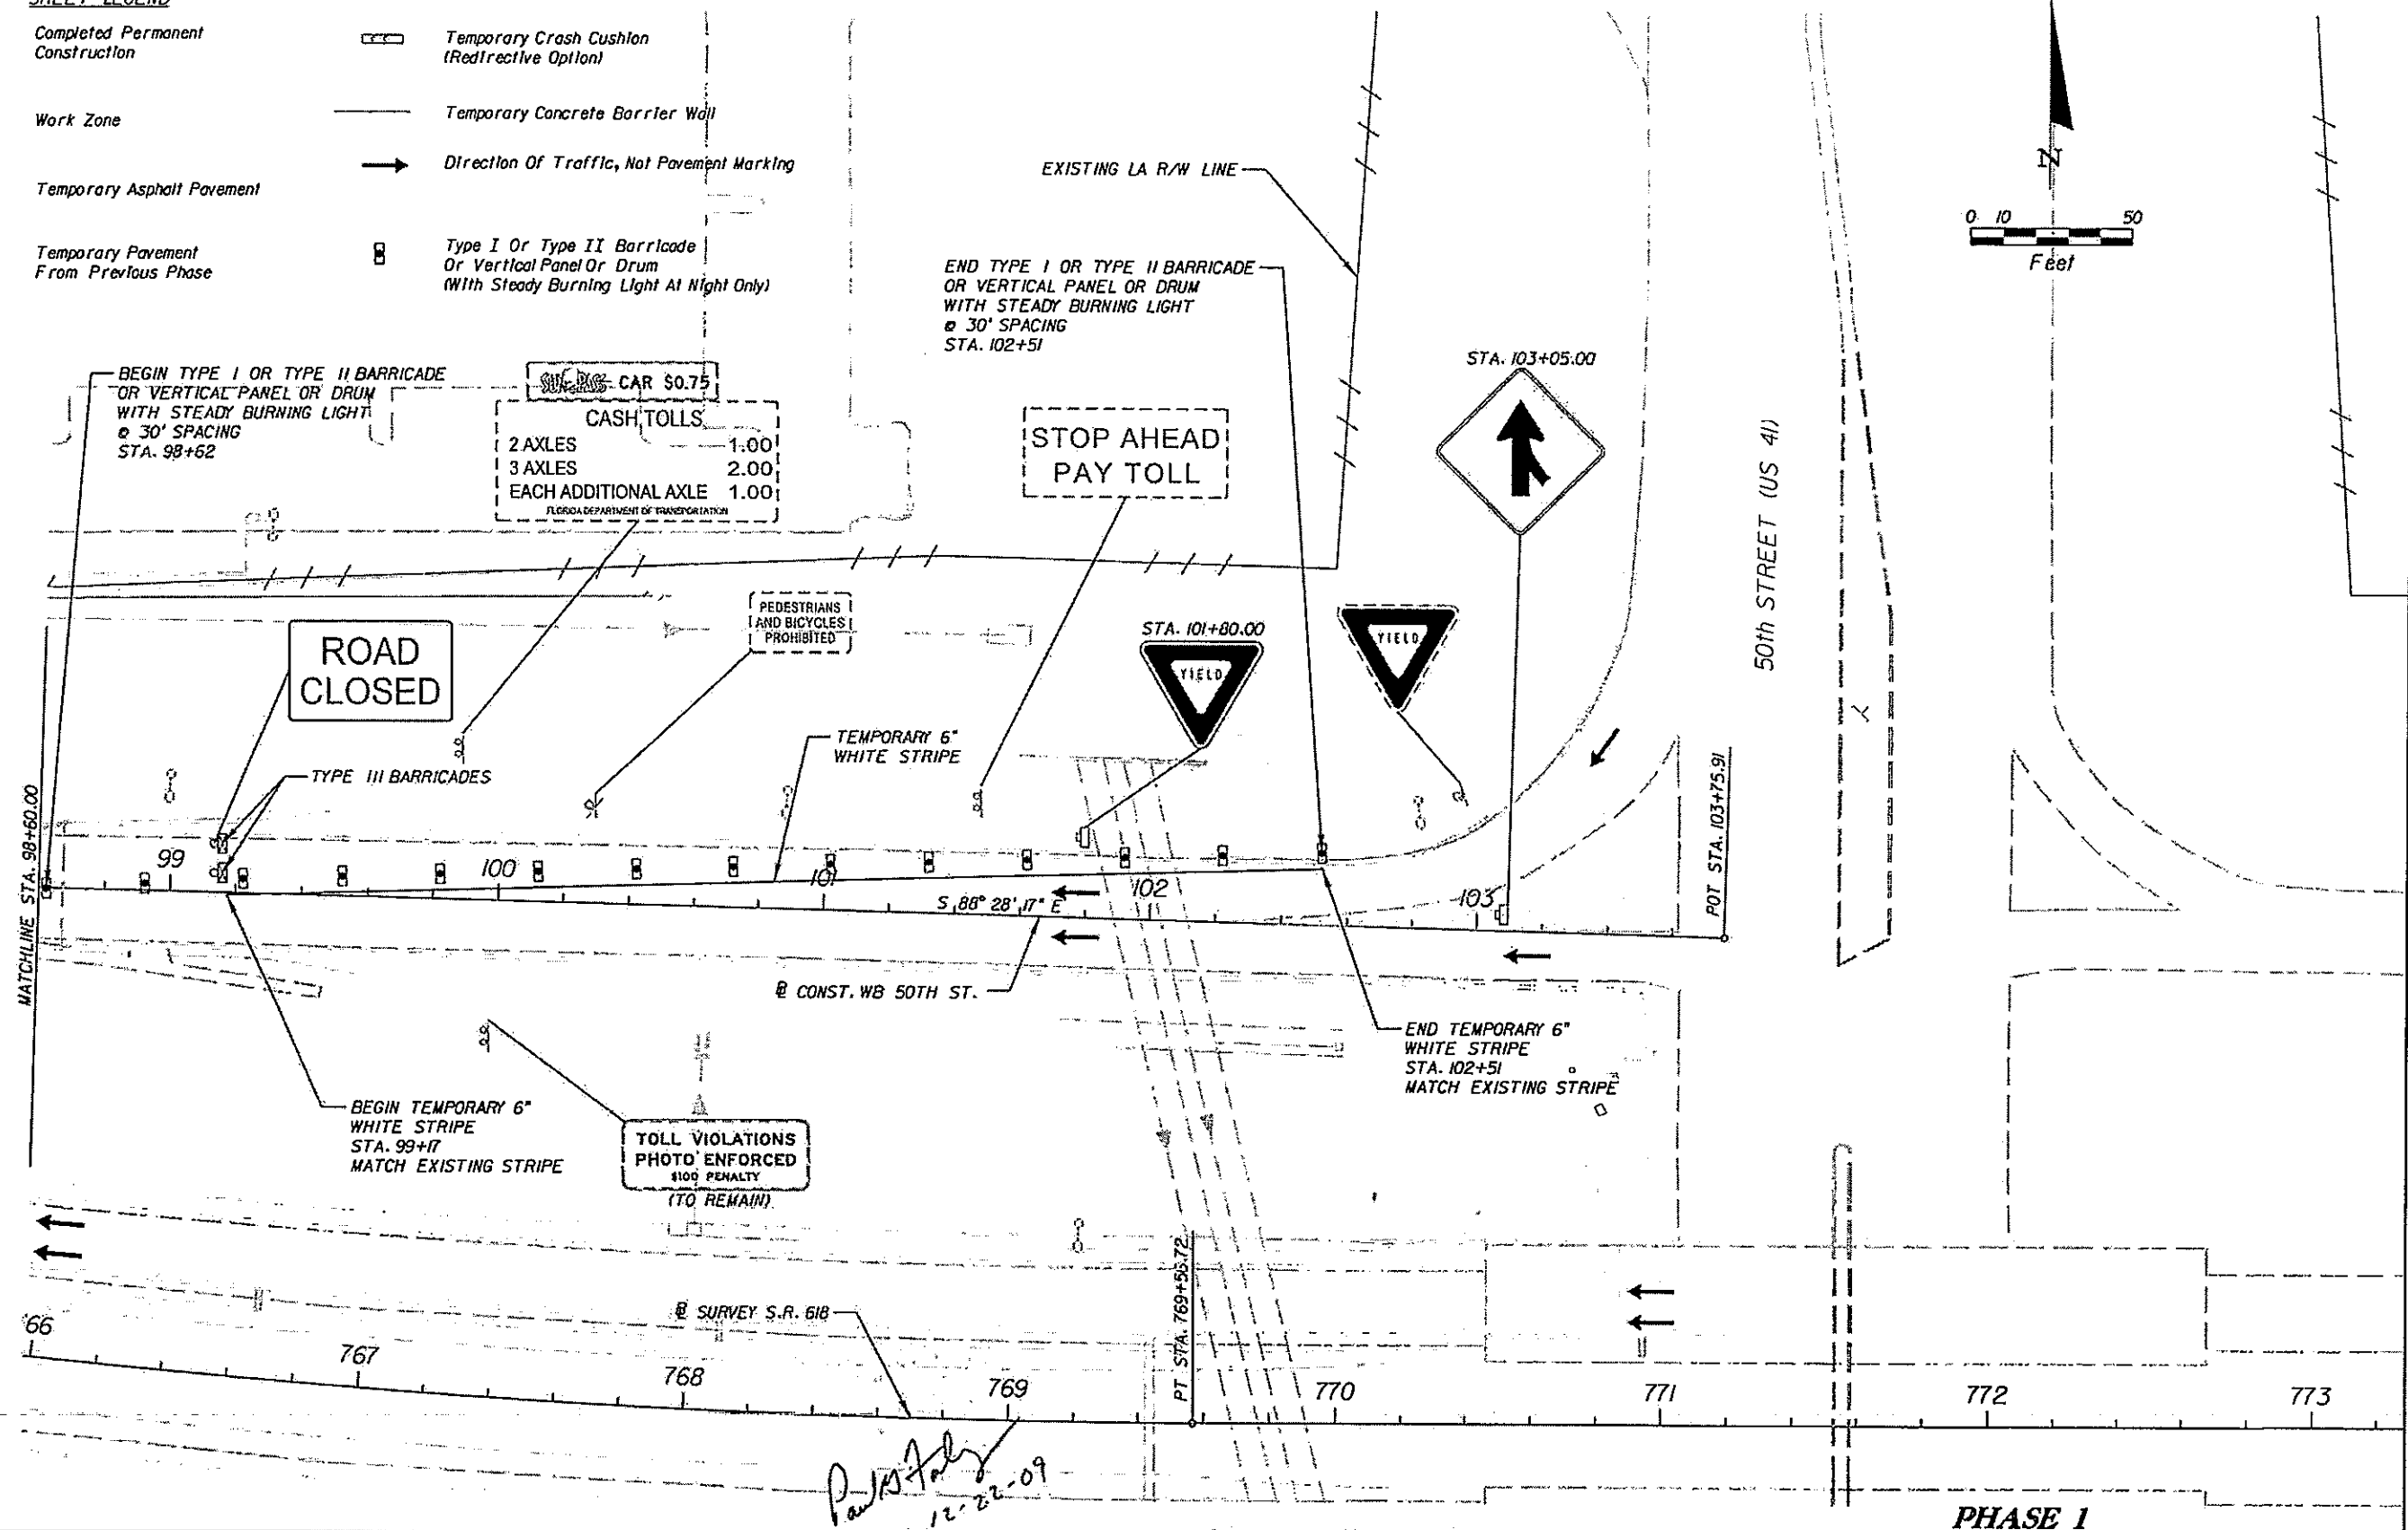 SHEET LEGEND
Completed Permanent
Construction
Temporary Crash Cushion
(Redirective Option)
Work Zone
Temporary Concrete Barrier Wall
Direction Of Traffic, Not Pavement Marking
Temporary Asphalt Pavement
Temporary Pavement
From Previous Phase
Type I Or Type II Barricade
Or Vertical Panel Or Drum
(With Steady Burning Light At Night Only)
EXISTING LA R/W LINE
N
0 10 50
Feet
END TYPE I OR TYPE II BARRICADE
OR VERTICAL PANEL OR DRUM
WITH STEADY BURNING LIGHT
@ 30' SPACING
STA. 102+51
BEGIN TYPE I OR TYPE II BARRICADE
OR VERTICAL PANEL OR DRUM
WITH STEADY BURNING LIGHT
@ 30' SPACING
STA. 98+62
CAR $0.75
CASH TOLLS
2 AXLES 1.00
3 AXLES 2.00
EACH ADDITIONAL AXLE 1.00
FLORIDA DEPARTMENT OF TRANSPORTATION
STOP AHEAD
PAY TOLL
STA. 103+05.00
50th STREET (US 41)
ROAD
CLOSED
PEDESTRIANS
AND BICYCLES
PROHIBITED
STA. 101+80.00
YIELD
YIELD
TEMPORARY 6"
WHITE STRIPE
TYPE III BARRICADES
MATCHLINE STA. 98+60.00
POT STA. 103+75.91
99
100
101
102
103
S 88° 28' 17" E
℄ CONST. WB 50TH ST.
END TEMPORARY 6"
WHITE STRIPE
STA. 102+51
MATCH EXISTING STRIPE
BEGIN TEMPORARY 6"
WHITE STRIPE
STA. 99+17
MATCH EXISTING STRIPE
TOLL VIOLATIONS
PHOTO ENFORCED
$100 PENALTY
(TO REMAIN)
℄ SURVEY S.R. 618
PT STA. 769+56.72
66
767
768
769
770
771
772
773
12-22-09
PHASE 1